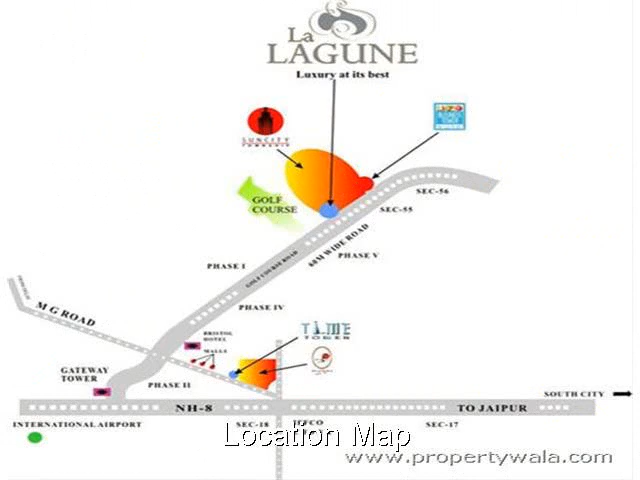 La
LAGUNE
Luxury at its best
SUNCITY
TOWNSHIP
GOLF
COURSE
SEC-56
SEC-55
60M WIDE ROAD
GOLF COURSE ROAD
PHASE V
PHASE I
PHASE IV
M G ROAD
BRISTOL
HOTEL
MALLS
TIME
TOWER
GATEWAY
TOWER
PHASE II
SOUTH CITY
NH-8
TO JAIPUR
INTERNATIONAL AIRPORT
SEC-18
IFFCO
SEC-17
Location Map
www.propertywala.com